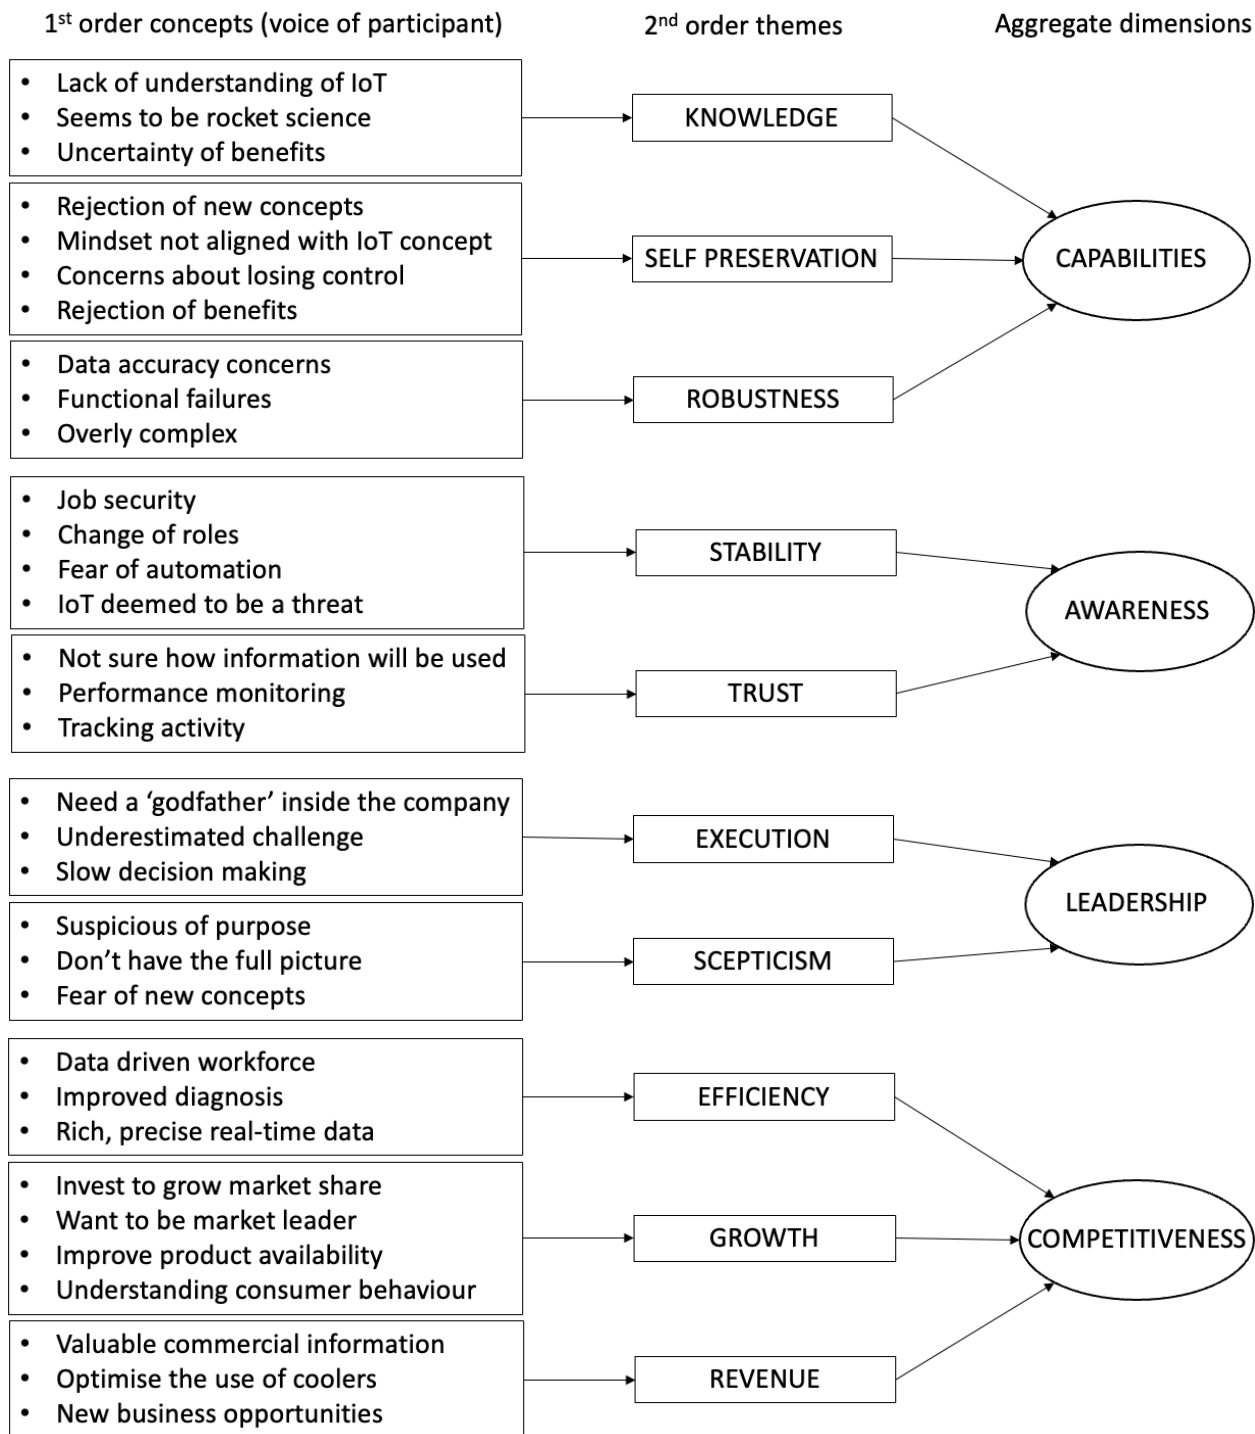 1st order concepts (voice of participant)
2nd order themes
Aggregate dimensions
• Lack of understanding of IoT
• Seems to be rocket science
• Uncertainty of benefits
KNOWLEDGE
• Rejection of new concepts
• Mindset not aligned with IoT concept
• Concerns about losing control
• Rejection of benefits
SELF PRESERVATION
CAPABILITIES
• Data accuracy concerns
• Functional failures
• Overly complex
ROBUSTNESS
• Job security
• Change of roles
• Fear of automation
• IoT deemed to be a threat
STABILITY
AWARENESS
• Not sure how information will be used
• Performance monitoring
• Tracking activity
TRUST
• Need a ‘godfather’ inside the company
• Underestimated challenge
• Slow decision making
EXECUTION
LEADERSHIP
• Suspicious of purpose
• Don’t have the full picture
• Fear of new concepts
SCEPTICISM
• Data driven workforce
• Improved diagnosis
• Rich, precise real-time data
EFFICIENCY
• Invest to grow market share
• Want to be market leader
• Improve product availability
• Understanding consumer behaviour
GROWTH
COMPETITIVENESS
• Valuable commercial information
• Optimise the use of coolers
• New business opportunities
REVENUE